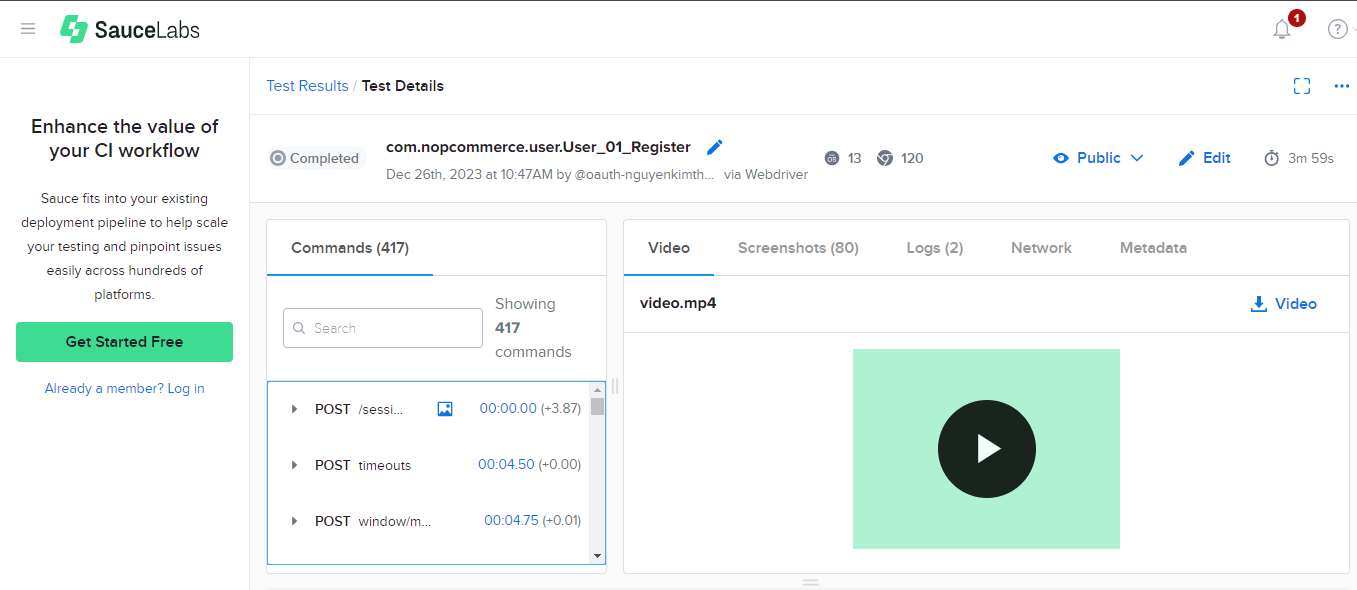 SauceLabs
1
?
Enhance the value of
your CI workflow
Sauce fits into your existing
deployment pipeline to help scale
your testing and pinpoint issues
easily across hundreds of
platforms.
Get Started Free
Already a member? Log in
Test Results / Test Details
Completed
com.nopcommerce.user.User_01_Register
Dec 26th, 2023 at 10:47AM by @oauth-nguyenkimth... via Webdriver
OS 13 120
Public
Edit
3m 59s
Commands (417)
Search
Showing
417
commands
POST /sessi... 00:00.00 (+3.87)
POST timeouts 00:04.50 (+0.00)
POST window/m... 00:04.75 (+0.01)
Video Screenshots (80) Logs (2) Network Metadata
video.mp4
Video